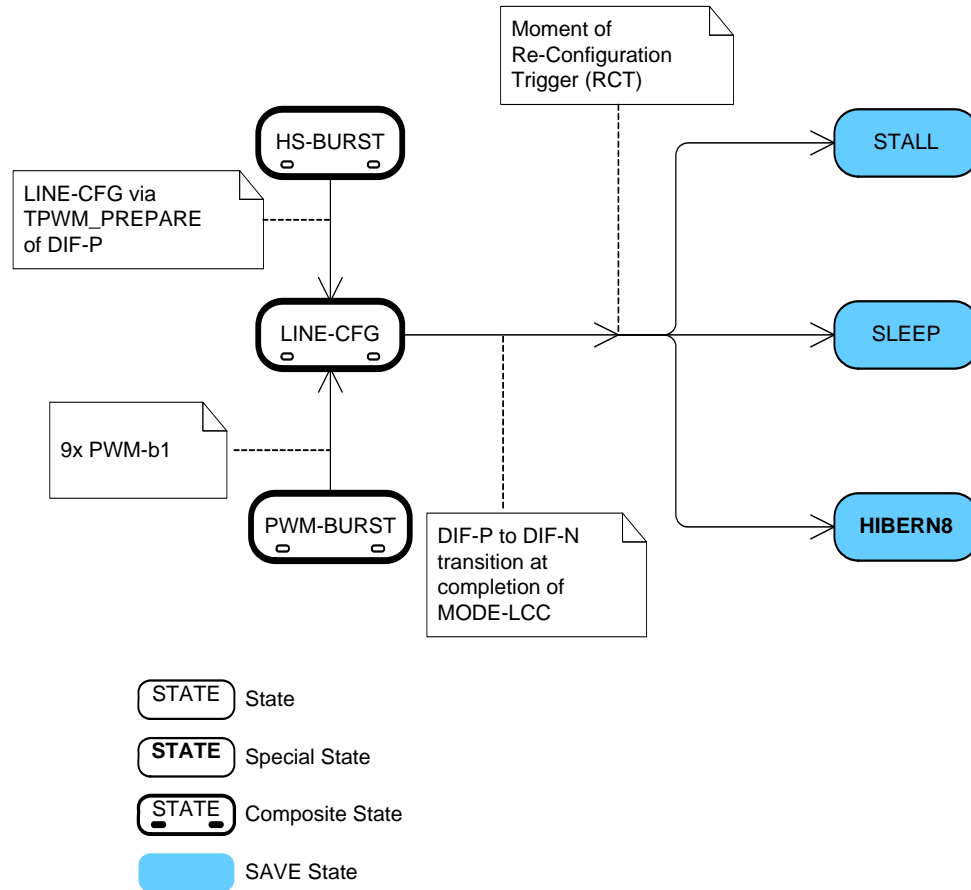 Moment of
Re-Configuration
Trigger (RCT)
HS-BURST
STALL
LINE-CFG via
TPWM_PREPARE
of DIF-P
LINE-CFG
SLEEP
9x PWM-b1
PWM-BURST
DIF-P to DIF-N
transition at
completion of
MODE-LCC
HIBERN8
STATE State
STATE Special State
STATE Composite State
SAVE State